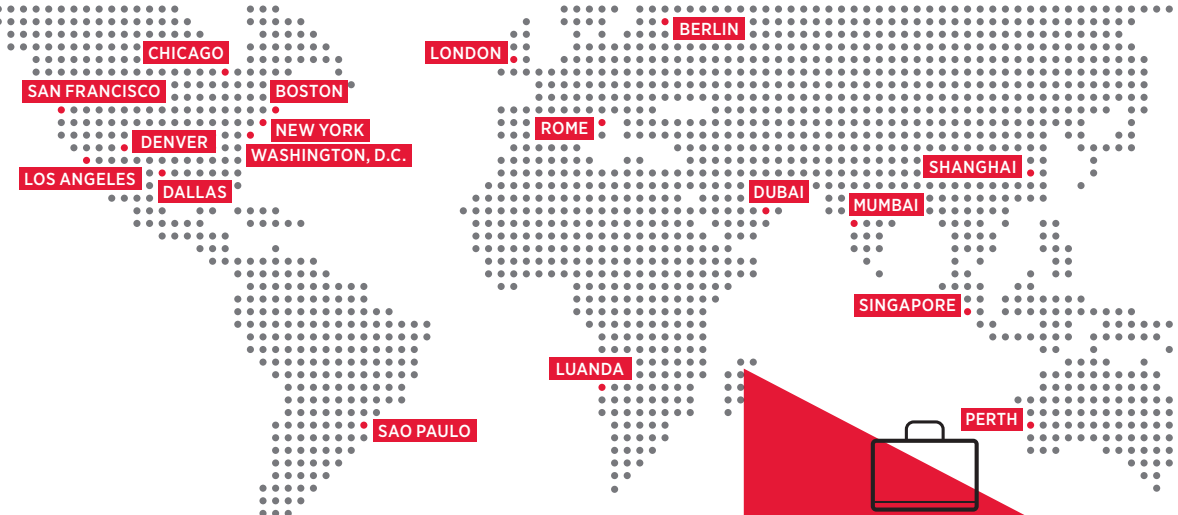 BERLIN
CHICAGO
LONDON
SAN FRANCISCO
BOSTON
NEW YORK
ROME
DENVER
WASHINGTON, D.C.
SHANGHAI
LOS ANGELES
DALLAS
DUBAI
MUMBAI
SINGAPORE
LUANDA
PERTH
SAO PAULO